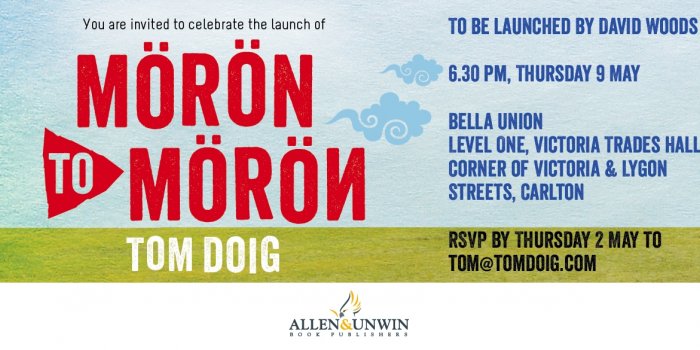 You are invited to celebrate the launch of
MÖRÖN
TO
MÖRÖN
TOM DOIG
TO BE LAUNCHED BY DAVID WOODS
6.30 PM, THURSDAY 9 MAY
BELLA UNION
LEVEL ONE, VICTORIA TRADES HALL
CORNER OF VICTORIA & LYGON
STREETS, CARLTON
RSVP BY THURSDAY 2 MAY TO
TOM@TOMDOIG.COM
ALLEN&UNWIN
BOOK PUBLISHERS